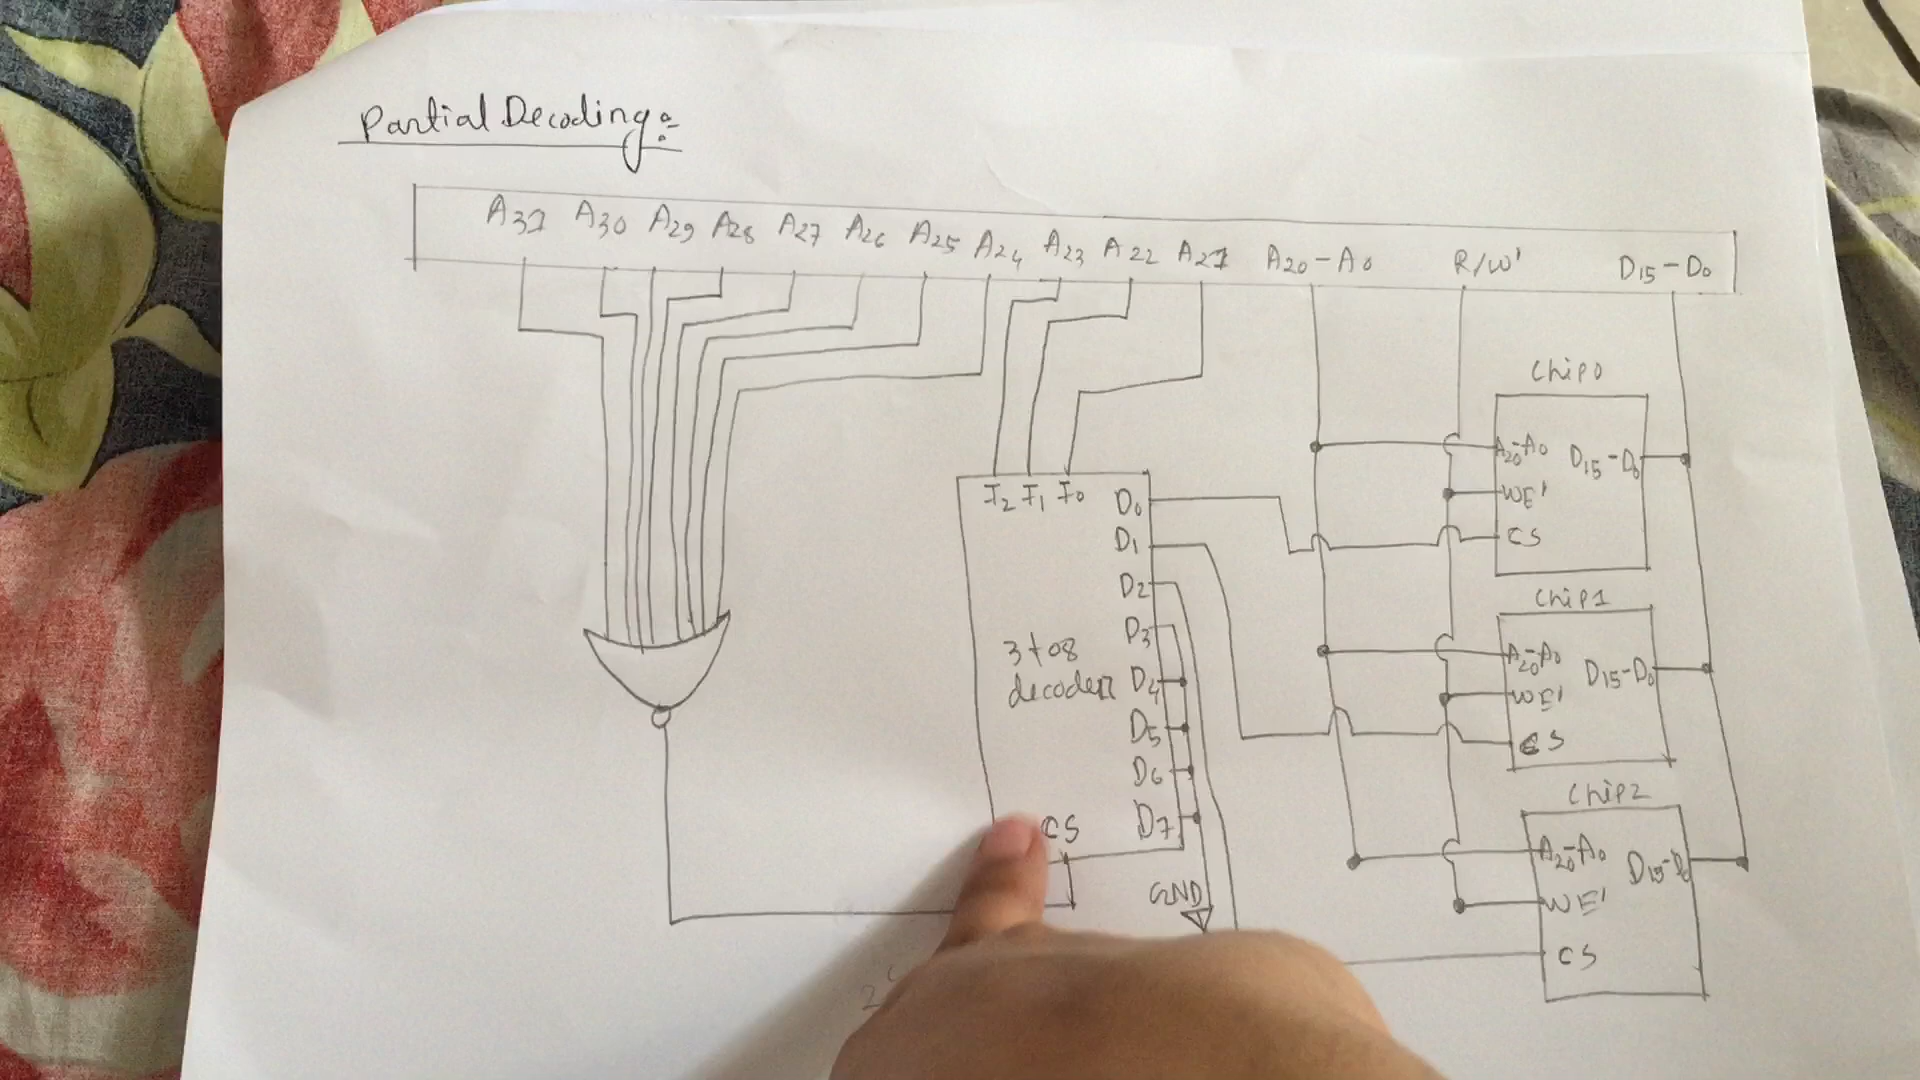 Partial Decoding:
A31 A30 A29 A28 A27 A26 A25 A24 A23 A22 A21 A20-A0 R/W' D15-D0
Chip0
A20-A0 D15-D0
WE'
CS
I2 I1 I0 D0
D1
D2
D3
3 to 8
decoder D4
D5
D6
CS D7
GND
Chip1
A20-A0 D15-D0
WE'
CS
Chip2
A20-A0 D15-D0
WE'
CS